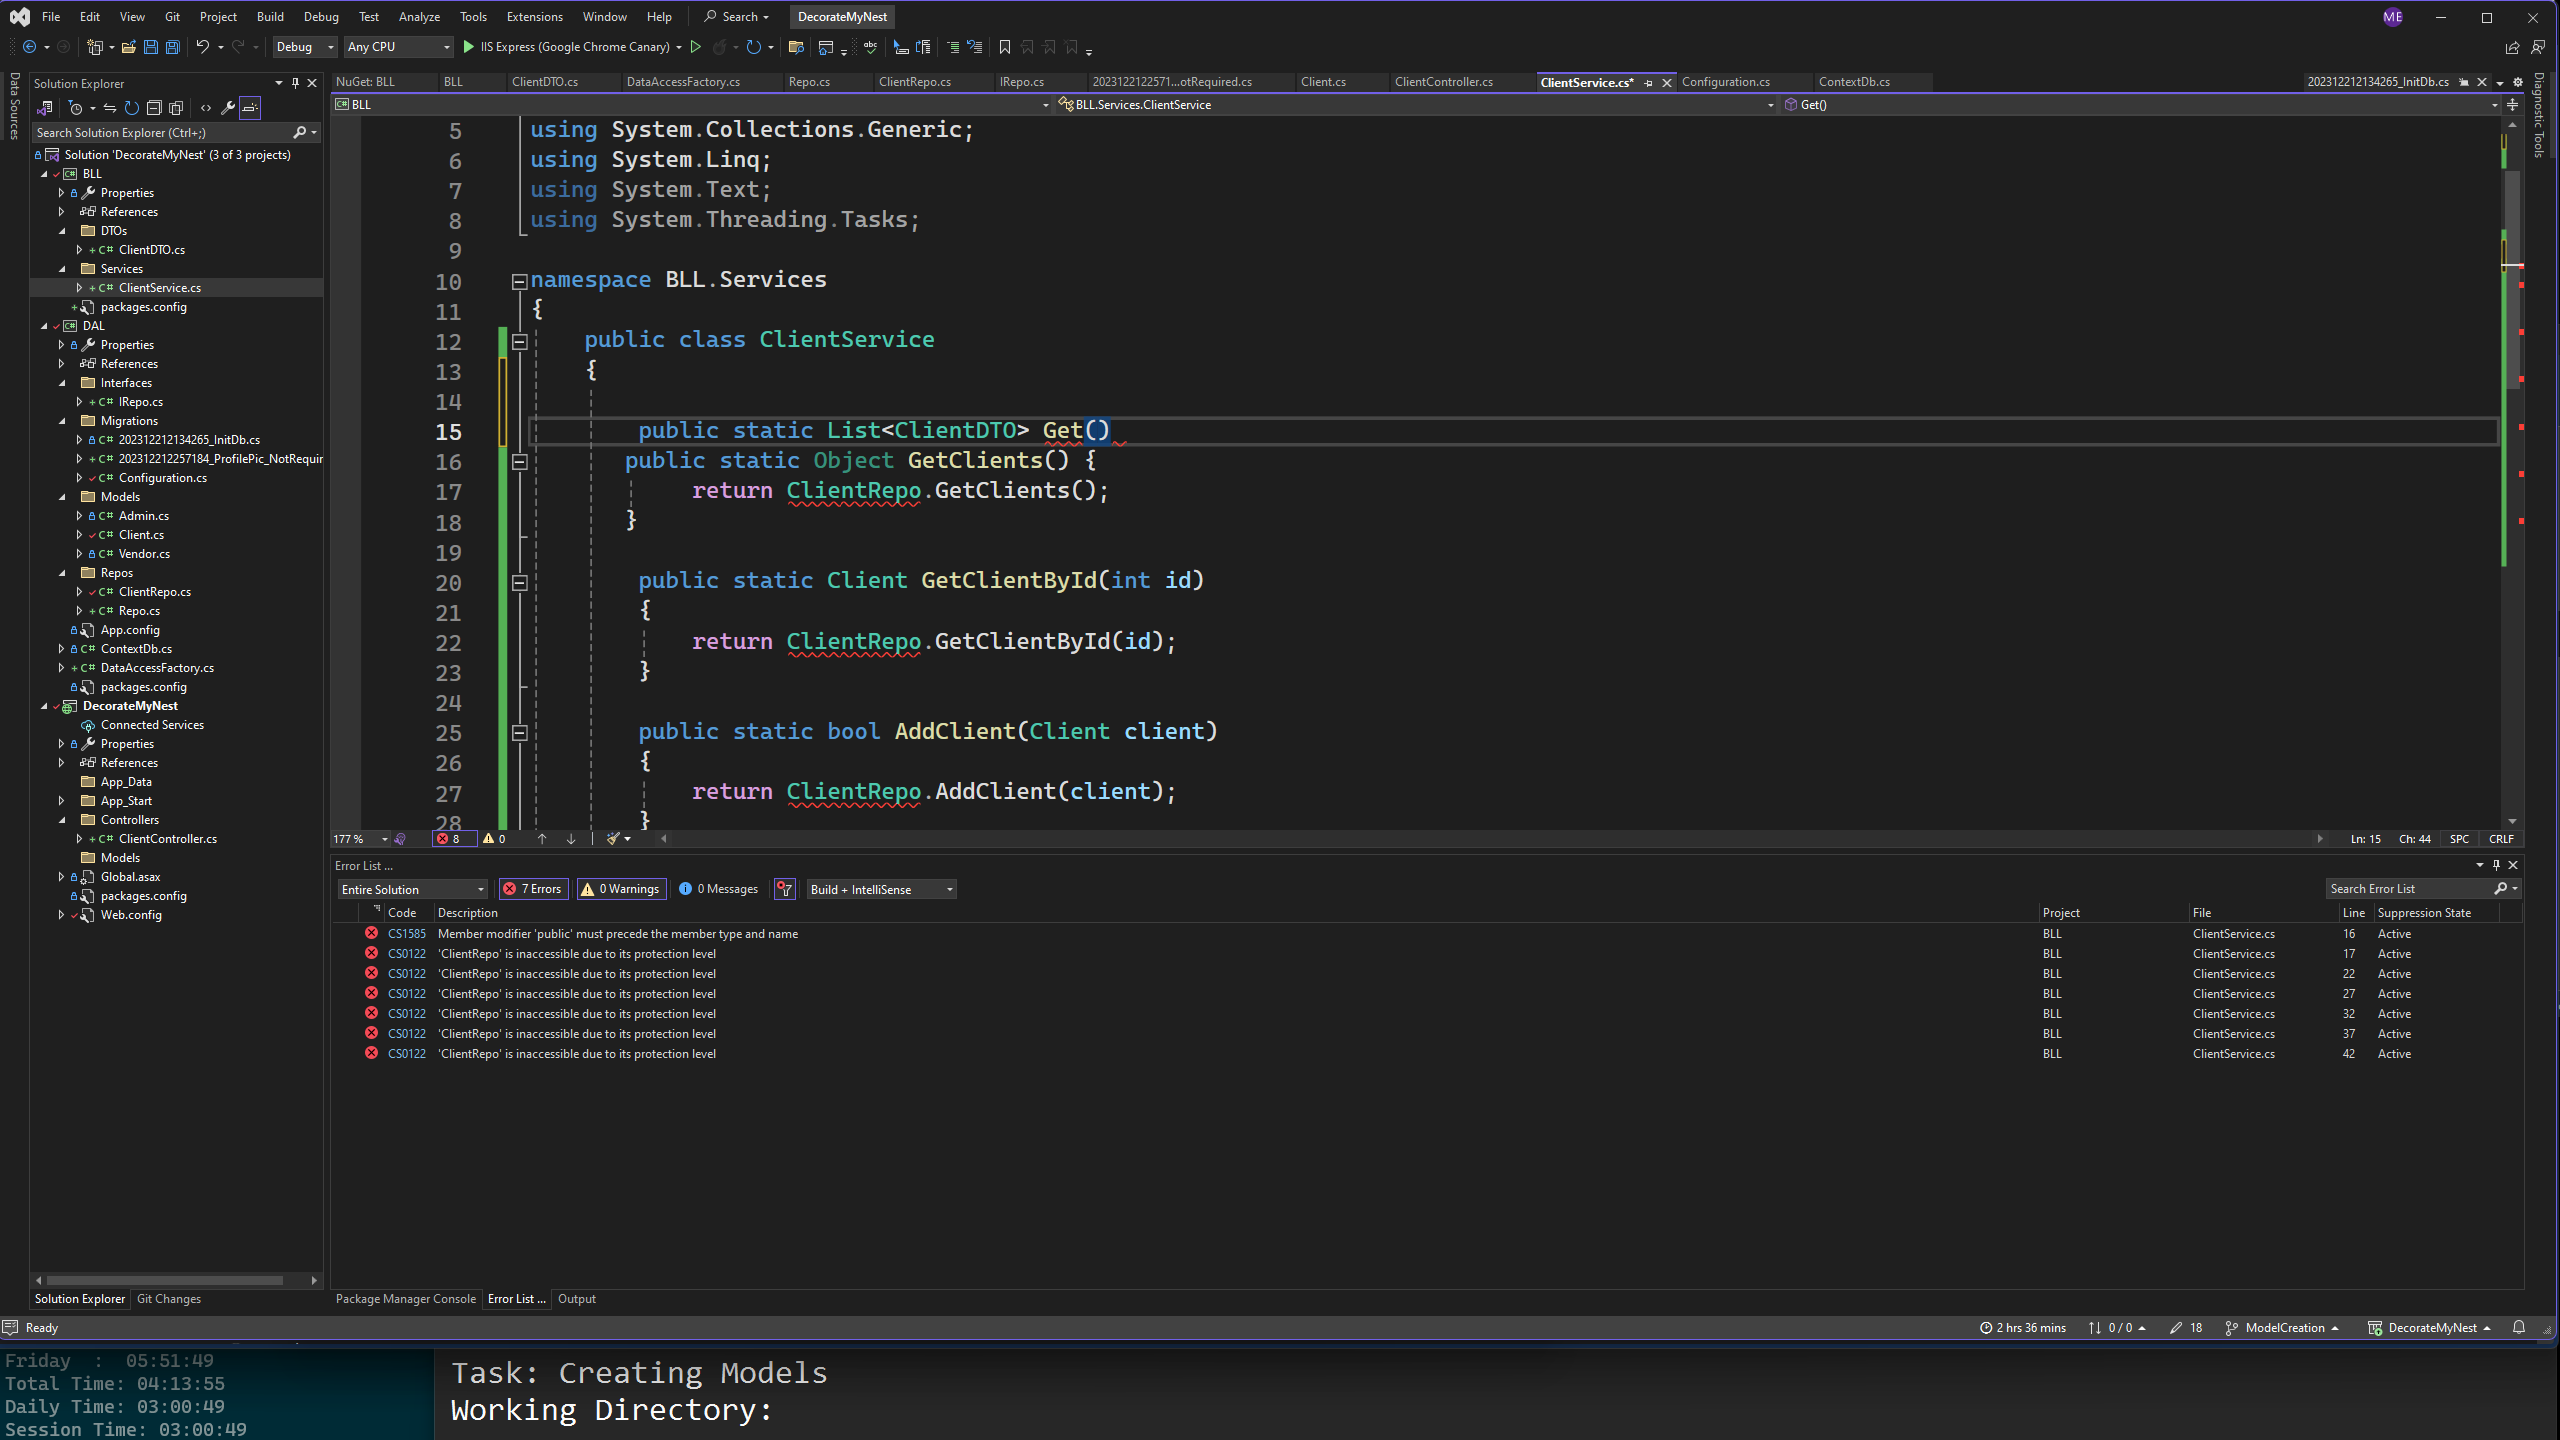 File Edit View Git Project Build Debug Test Analyze Tools Extensions Window Help Search DecorateMyNest ME
Debug Any CPU IIS Express (Google Chrome Canary)
Data Sources
Solution Explorer
Search Solution Explorer (Ctrl+;)
Solution 'DecorateMyNest' (3 of 3 projects)
BLL
Properties
References
DTOs
C# ClientDTO.cs
Services
C# ClientService.cs
packages.config
DAL
Properties
References
Interfaces
C# IRepo.cs
Migrations
C# 202312212134265_InitDb.cs
C# 202312212257184_ProfilePic_NotRequir
C# Configuration.cs
Models
C# Admin.cs
C# Client.cs
C# Vendor.cs
Repos
C# ClientRepo.cs
C# Repo.cs
App.config
C# ContextDb.cs
C# DataAccessFactory.cs
packages.config
DecorateMyNest
Connected Services
Properties
References
App_Data
App_Start
Controllers
C# ClientController.cs
Models
Global.asax
packages.config
Web.config
Solution Explorer Git Changes
NuGet: BLL BLL ClientDTO.cs DataAccessFactory.cs Repo.cs ClientRepo.cs IRepo.cs 2023122122571...otRequired.cs Client.cs ClientController.cs ClientService.cs* Configuration.cs ContextDb.cs 202312212134265_InitDb.cs
BLL BLL.Services.ClientService Get()
Diagnostic Tools
5 using System.Collections.Generic;
6 using System.Linq;
7 using System.Text;
8 using System.Threading.Tasks;
9
10 namespace BLL.Services
11 {
12 public class ClientService
13 {
14
15 public static List<ClientDTO> Get()
16 public static Object GetClients() {
17 return ClientRepo.GetClients();
18 }
19
20 public static Client GetClientById(int id)
21 {
22 return ClientRepo.GetClientById(id);
23 }
24
25 public static bool AddClient(Client client)
26 {
27 return ClientRepo.AddClient(client);
28 }
177 % 8 0 Ln: 15 Ch: 44 SPC CRLF
Error List ...
Entire Solution 7 Errors 0 Warnings 0 Messages Build + IntelliSense Search Error List
Code Description Project File Line Suppression State
CS1585 Member modifier 'public' must precede the member type and name BLL ClientService.cs 16 Active
CS0122 'ClientRepo' is inaccessible due to its protection level BLL ClientService.cs 17 Active
CS0122 'ClientRepo' is inaccessible due to its protection level BLL ClientService.cs 22 Active
CS0122 'ClientRepo' is inaccessible due to its protection level BLL ClientService.cs 27 Active
CS0122 'ClientRepo' is inaccessible due to its protection level BLL ClientService.cs 32 Active
CS0122 'ClientRepo' is inaccessible due to its protection level BLL ClientService.cs 37 Active
CS0122 'ClientRepo' is inaccessible due to its protection level BLL ClientService.cs 42 Active
Package Manager Console Error List ... Output
Ready 2 hrs 36 mins 0 / 0 18 ModelCreation DecorateMyNest
Friday : 05:51:49
Total Time: 04:13:55
Daily Time: 03:00:49
Session Time: 03:00:49
Task: Creating Models
Working Directory: